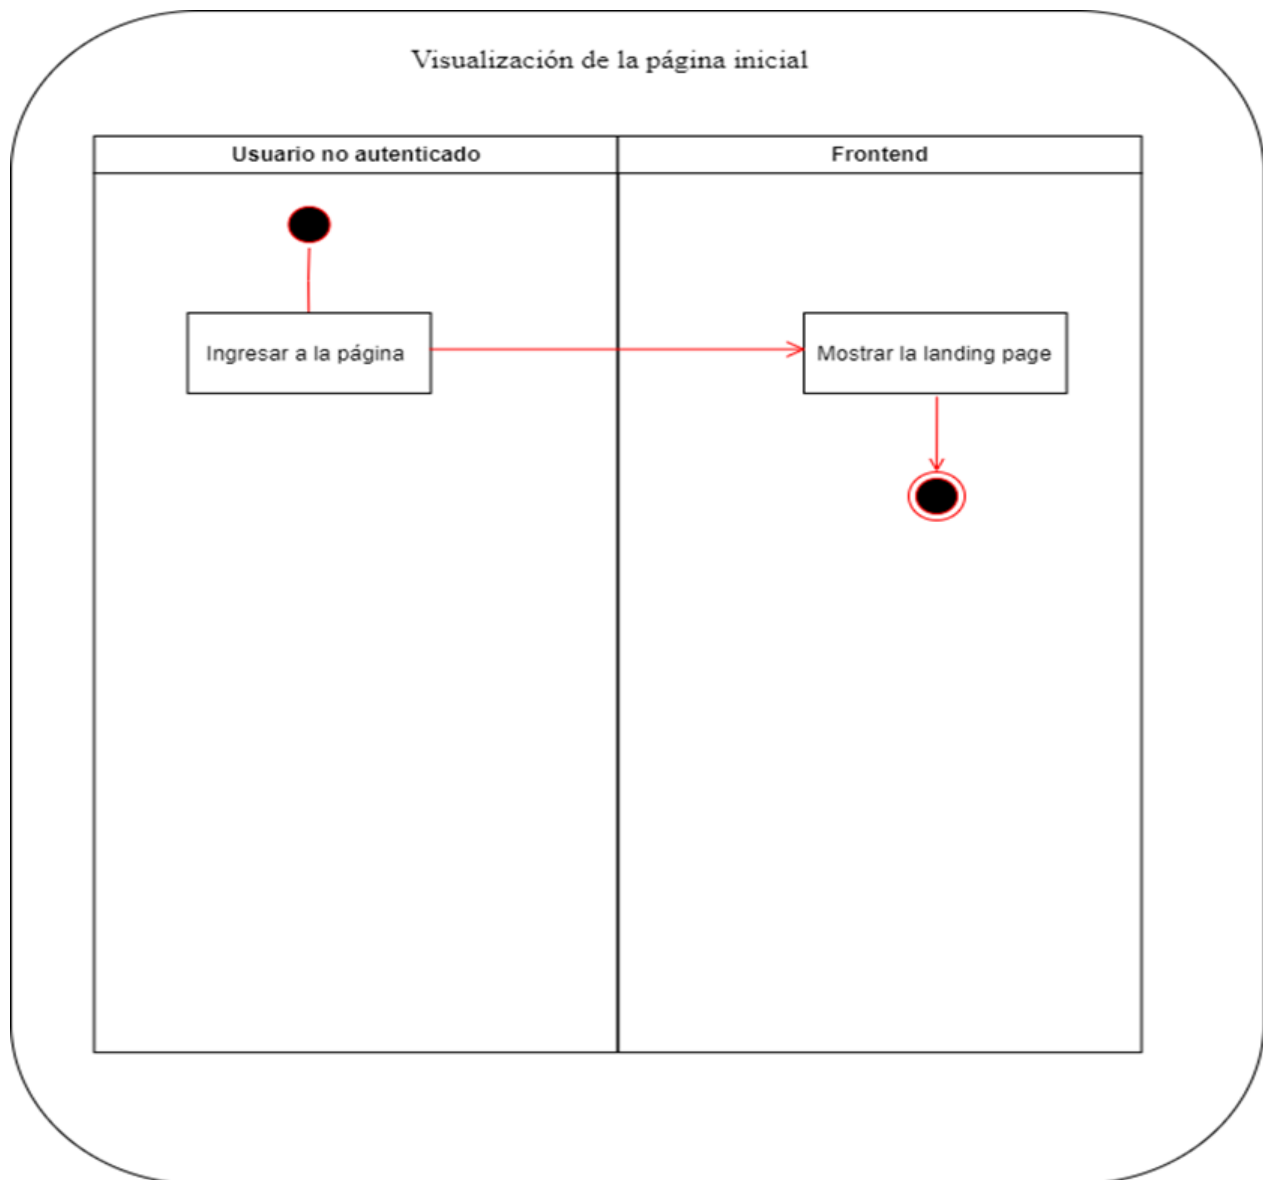 Visualización de la página inicial
Usuario no autenticado
Frontend
Ingresar a la página
Mostrar la landing page